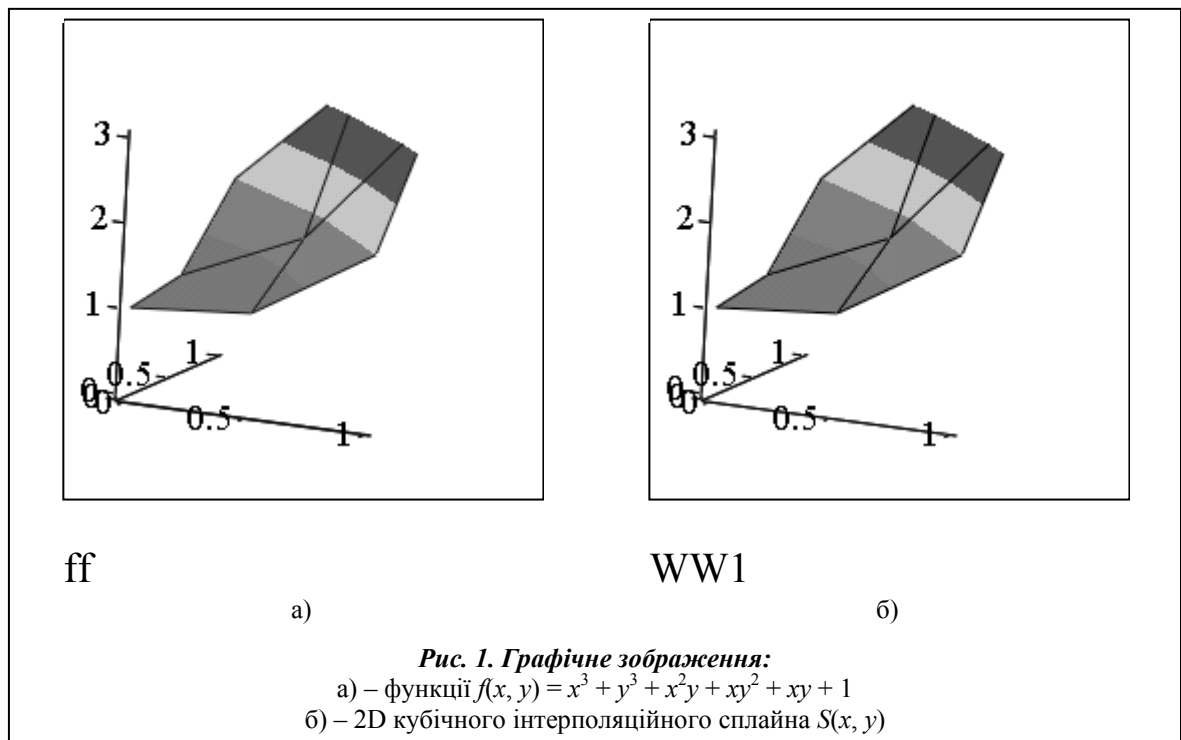 3
2
1
1
0.5
0
0
0
0.5
1
3
2
1
1
0.5
0
0
0
0.5
1
ff
WW1
а)
б)
Рис. 1. Графічне зображення:
а) – функції f(x, y) = x³ + y³ + x²y + xy² + xy + 1
б) – 2D кубічного інтерполяційного сплайна S(x, y)